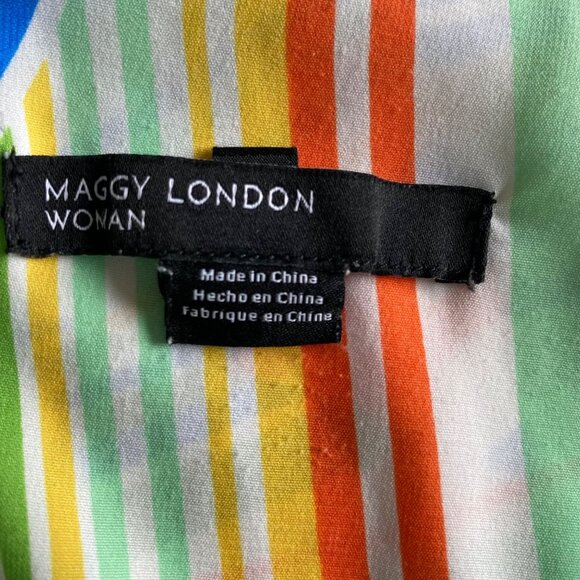 MAGGY LONDON
WOMAN
Made in China
Hecho en China
Fabrique en Chine